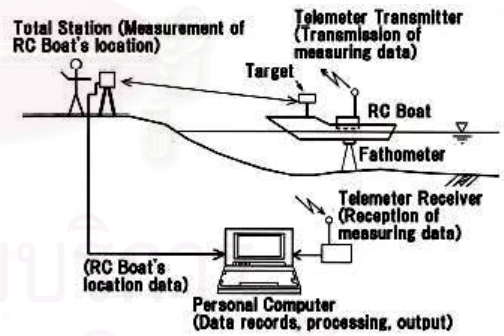 Total Station (Measurement of
RC Boat's location)
Telemeter Transmitter
(Transmission of
measuring data)
Target
RC Boat
Fathometer
Telemeter Receiver
(Reception of
measuring data)
(RC Boat's
location data)
Personal Computer
(Data records, processing, output)